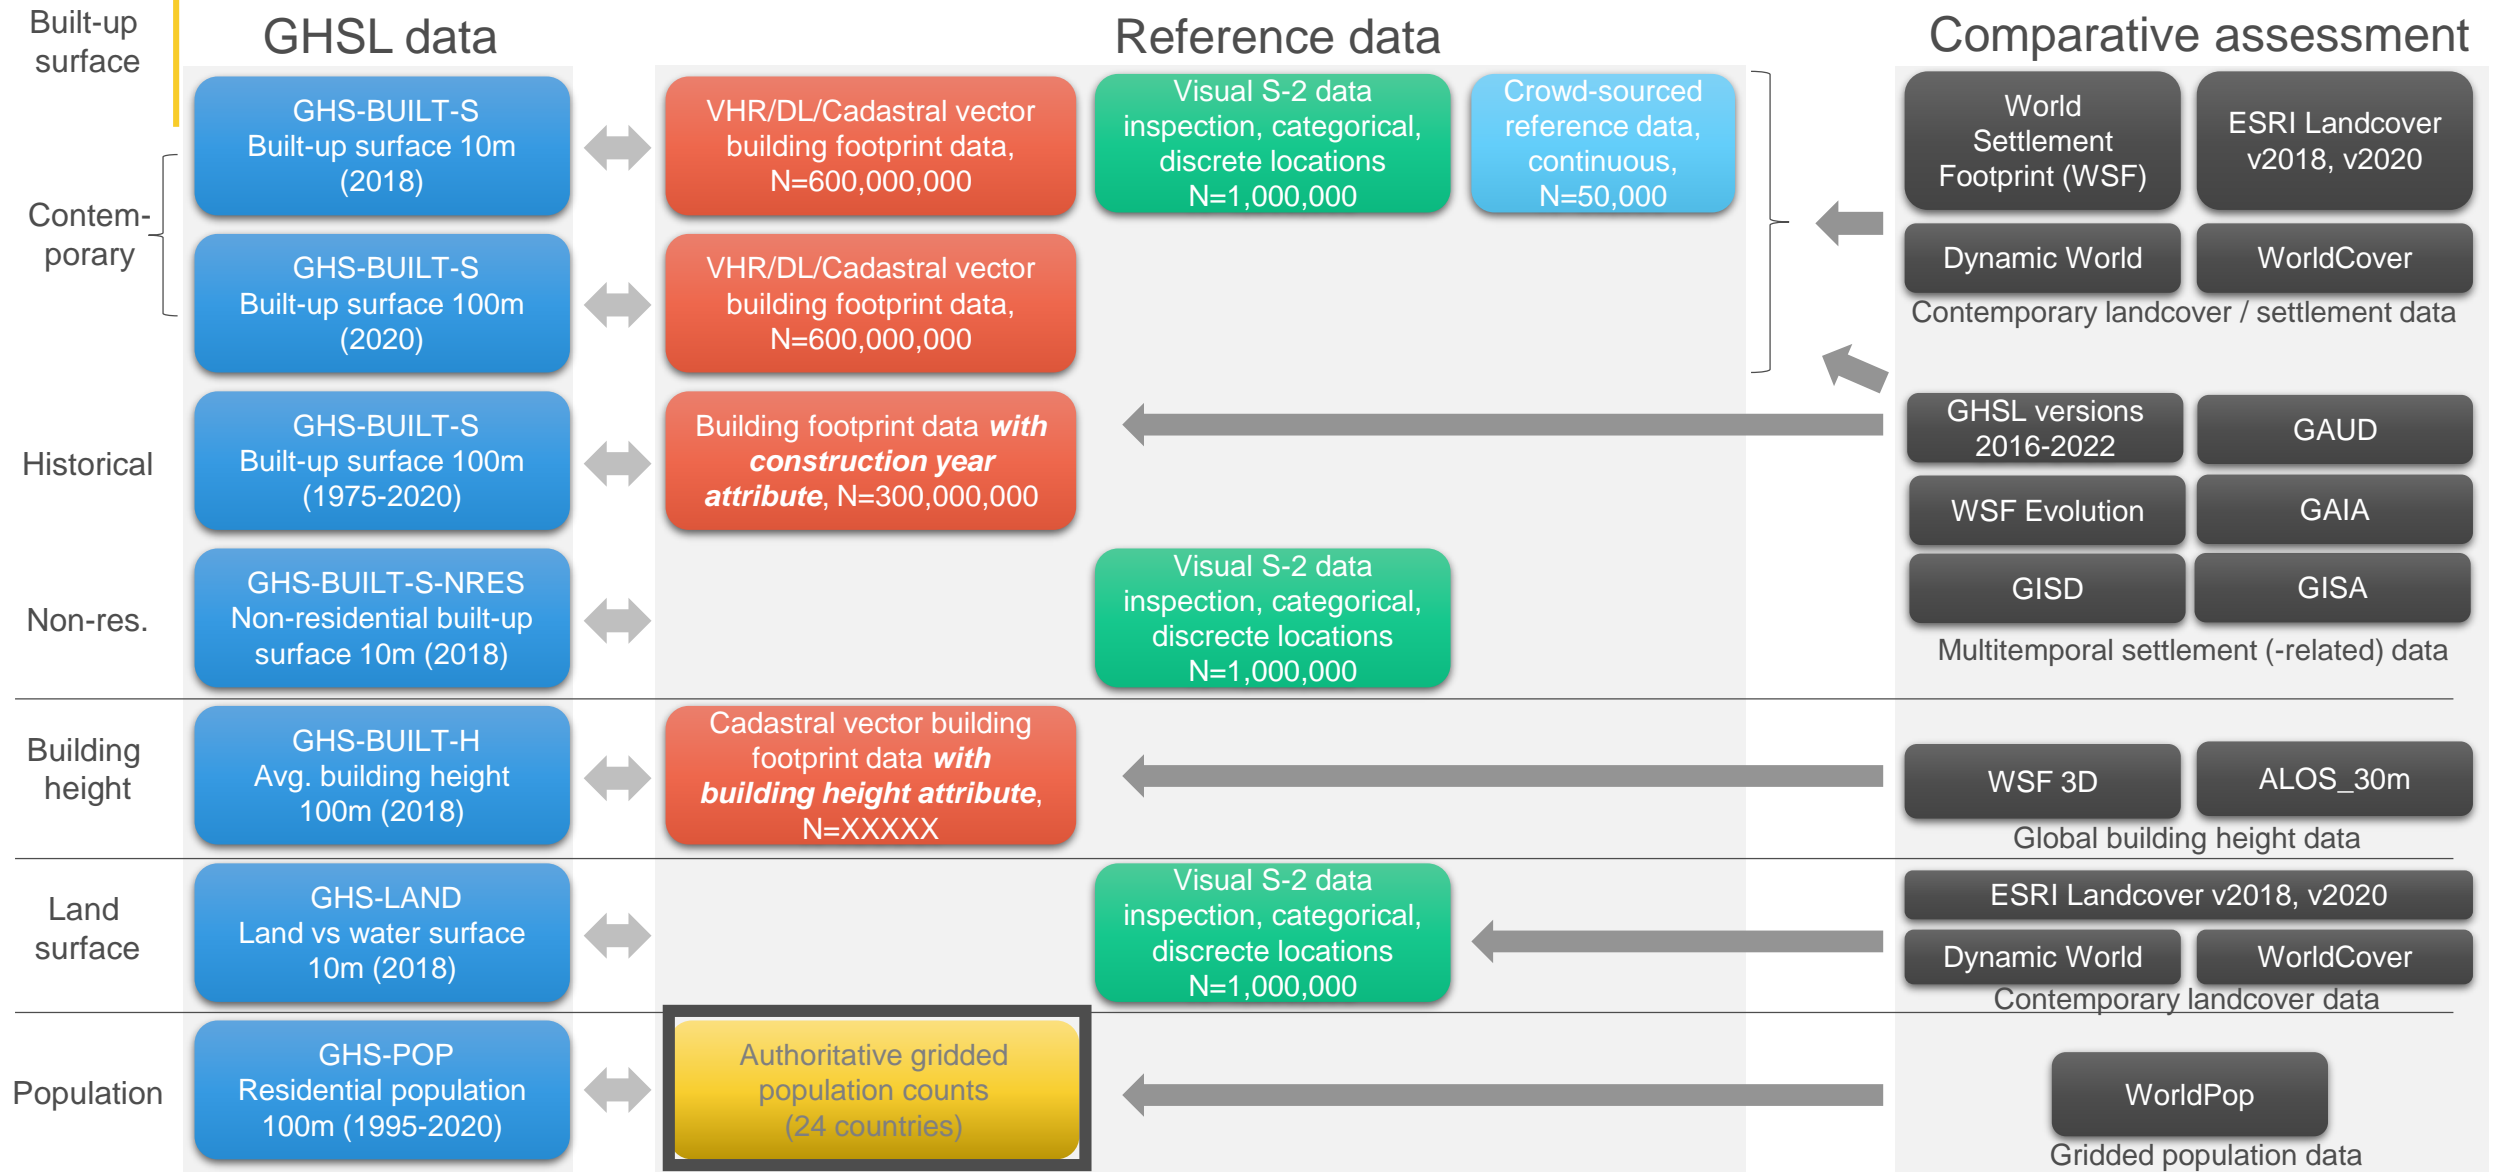 Built-up
surface
GHSL data
Reference data
Comparative assessment
GHS-BUILT-S
Built-up surface 10m
(2018)
VHR/DL/Cadastral vector
building footprint data,
N=600,000,000
Visual S-2 data
inspection, categorical,
discrete locations
N=1,000,000
Crowd-sourced
reference data,
continuous,
N=50,000
World
Settlement
Footprint (WSF)
ESRI Landcover
v2018, v2020
Contem-
porary
GHS-BUILT-S
Built-up surface 100m
(2020)
VHR/DL/Cadastral vector
building footprint data,
N=600,000,000
Dynamic World
WorldCover
Contemporary landcover / settlement data
Historical
GHS-BUILT-S
Built-up surface 100m
(1975-2020)
Building footprint data with
construction year
attribute, N=300,000,000
GHSL versions
2016-2022
GAUD
WSF Evolution
GAIA
Non-res.
GHS-BUILT-S-NRES
Non-residential built-up
surface 10m (2018)
Visual S-2 data
inspection, categorical,
discrecte locations
N=1,000,000
GISD
GISA
Multitemporal settlement (-related) data
Building
height
GHS-BUILT-H
Avg. building height
100m (2018)
Cadastral vector building
footprint data with
building height attribute,
N=XXXXX
WSF 3D
ALOS_30m
Global building height data
Land
surface
GHS-LAND
Land vs water surface
10m (2018)
Visual S-2 data
inspection, categorical,
discrecte locations
N=1,000,000
ESRI Landcover v2018, v2020
Dynamic World
WorldCover
Contemporary landcover data
Population
GHS-POP
Residential population
100m (1995-2020)
Authoritative gridded
population counts
(24 countries)
WorldPop
Gridded population data